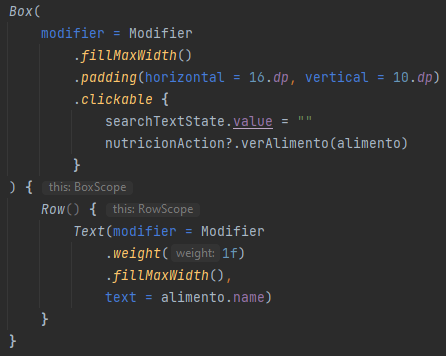 Box(
    modifier = Modifier
        .fillMaxWidth()
        .padding(horizontal = 16.dp, vertical = 10.dp)
        .clickable {
            searchTextState.value = ""
            nutricionAction?.verAlimento(alimento)
        }
) { this: BoxScope
    Row() { this: RowScope
        Text(modifier = Modifier
            .weight( weight: 1f)
            .fillMaxWidth(),
            text = alimento.name)
    }
}